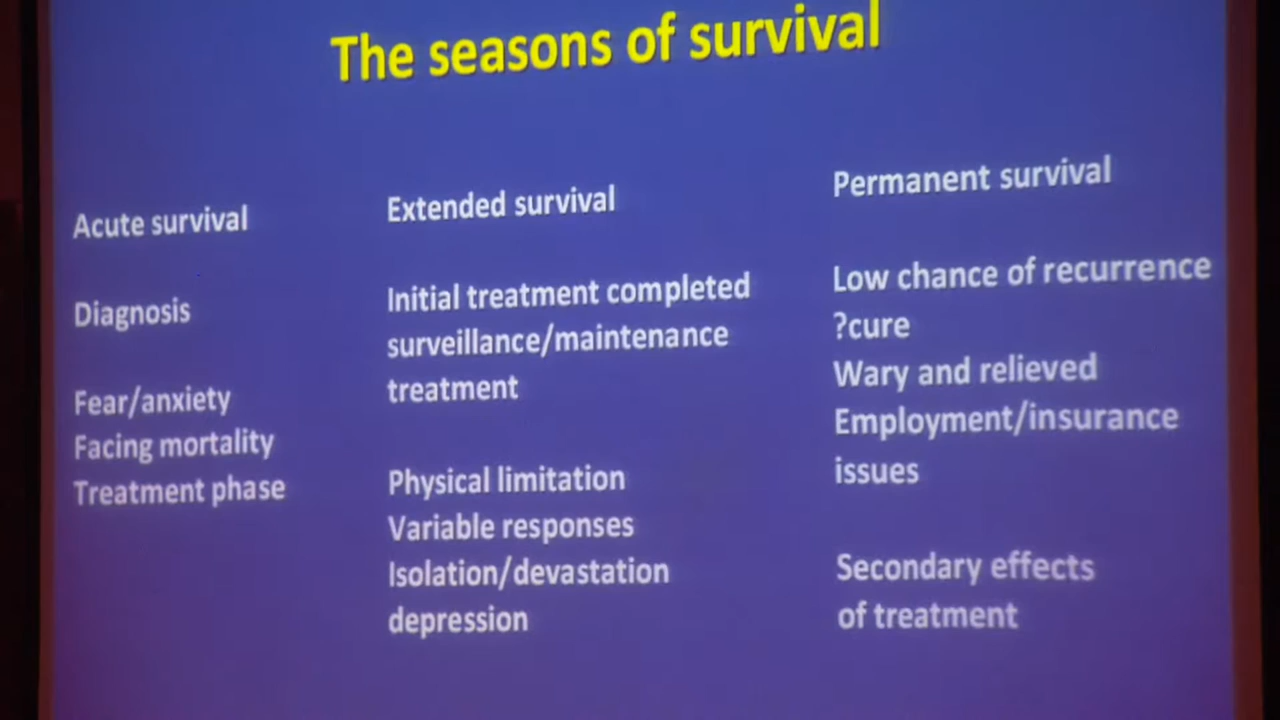 The seasons of survival
Acute survival
Diagnosis
Fear/anxiety
Facing mortality
Treatment phase
Extended survival
Initial treatment completed
surveillance/maintenance
treatment
Physical limitation
Variable responses
Isolation/devastation
depression
Permanent survival
Low chance of recurrence
?cure
Wary and relieved
Employment/insurance
issues
Secondary effects
of treatment